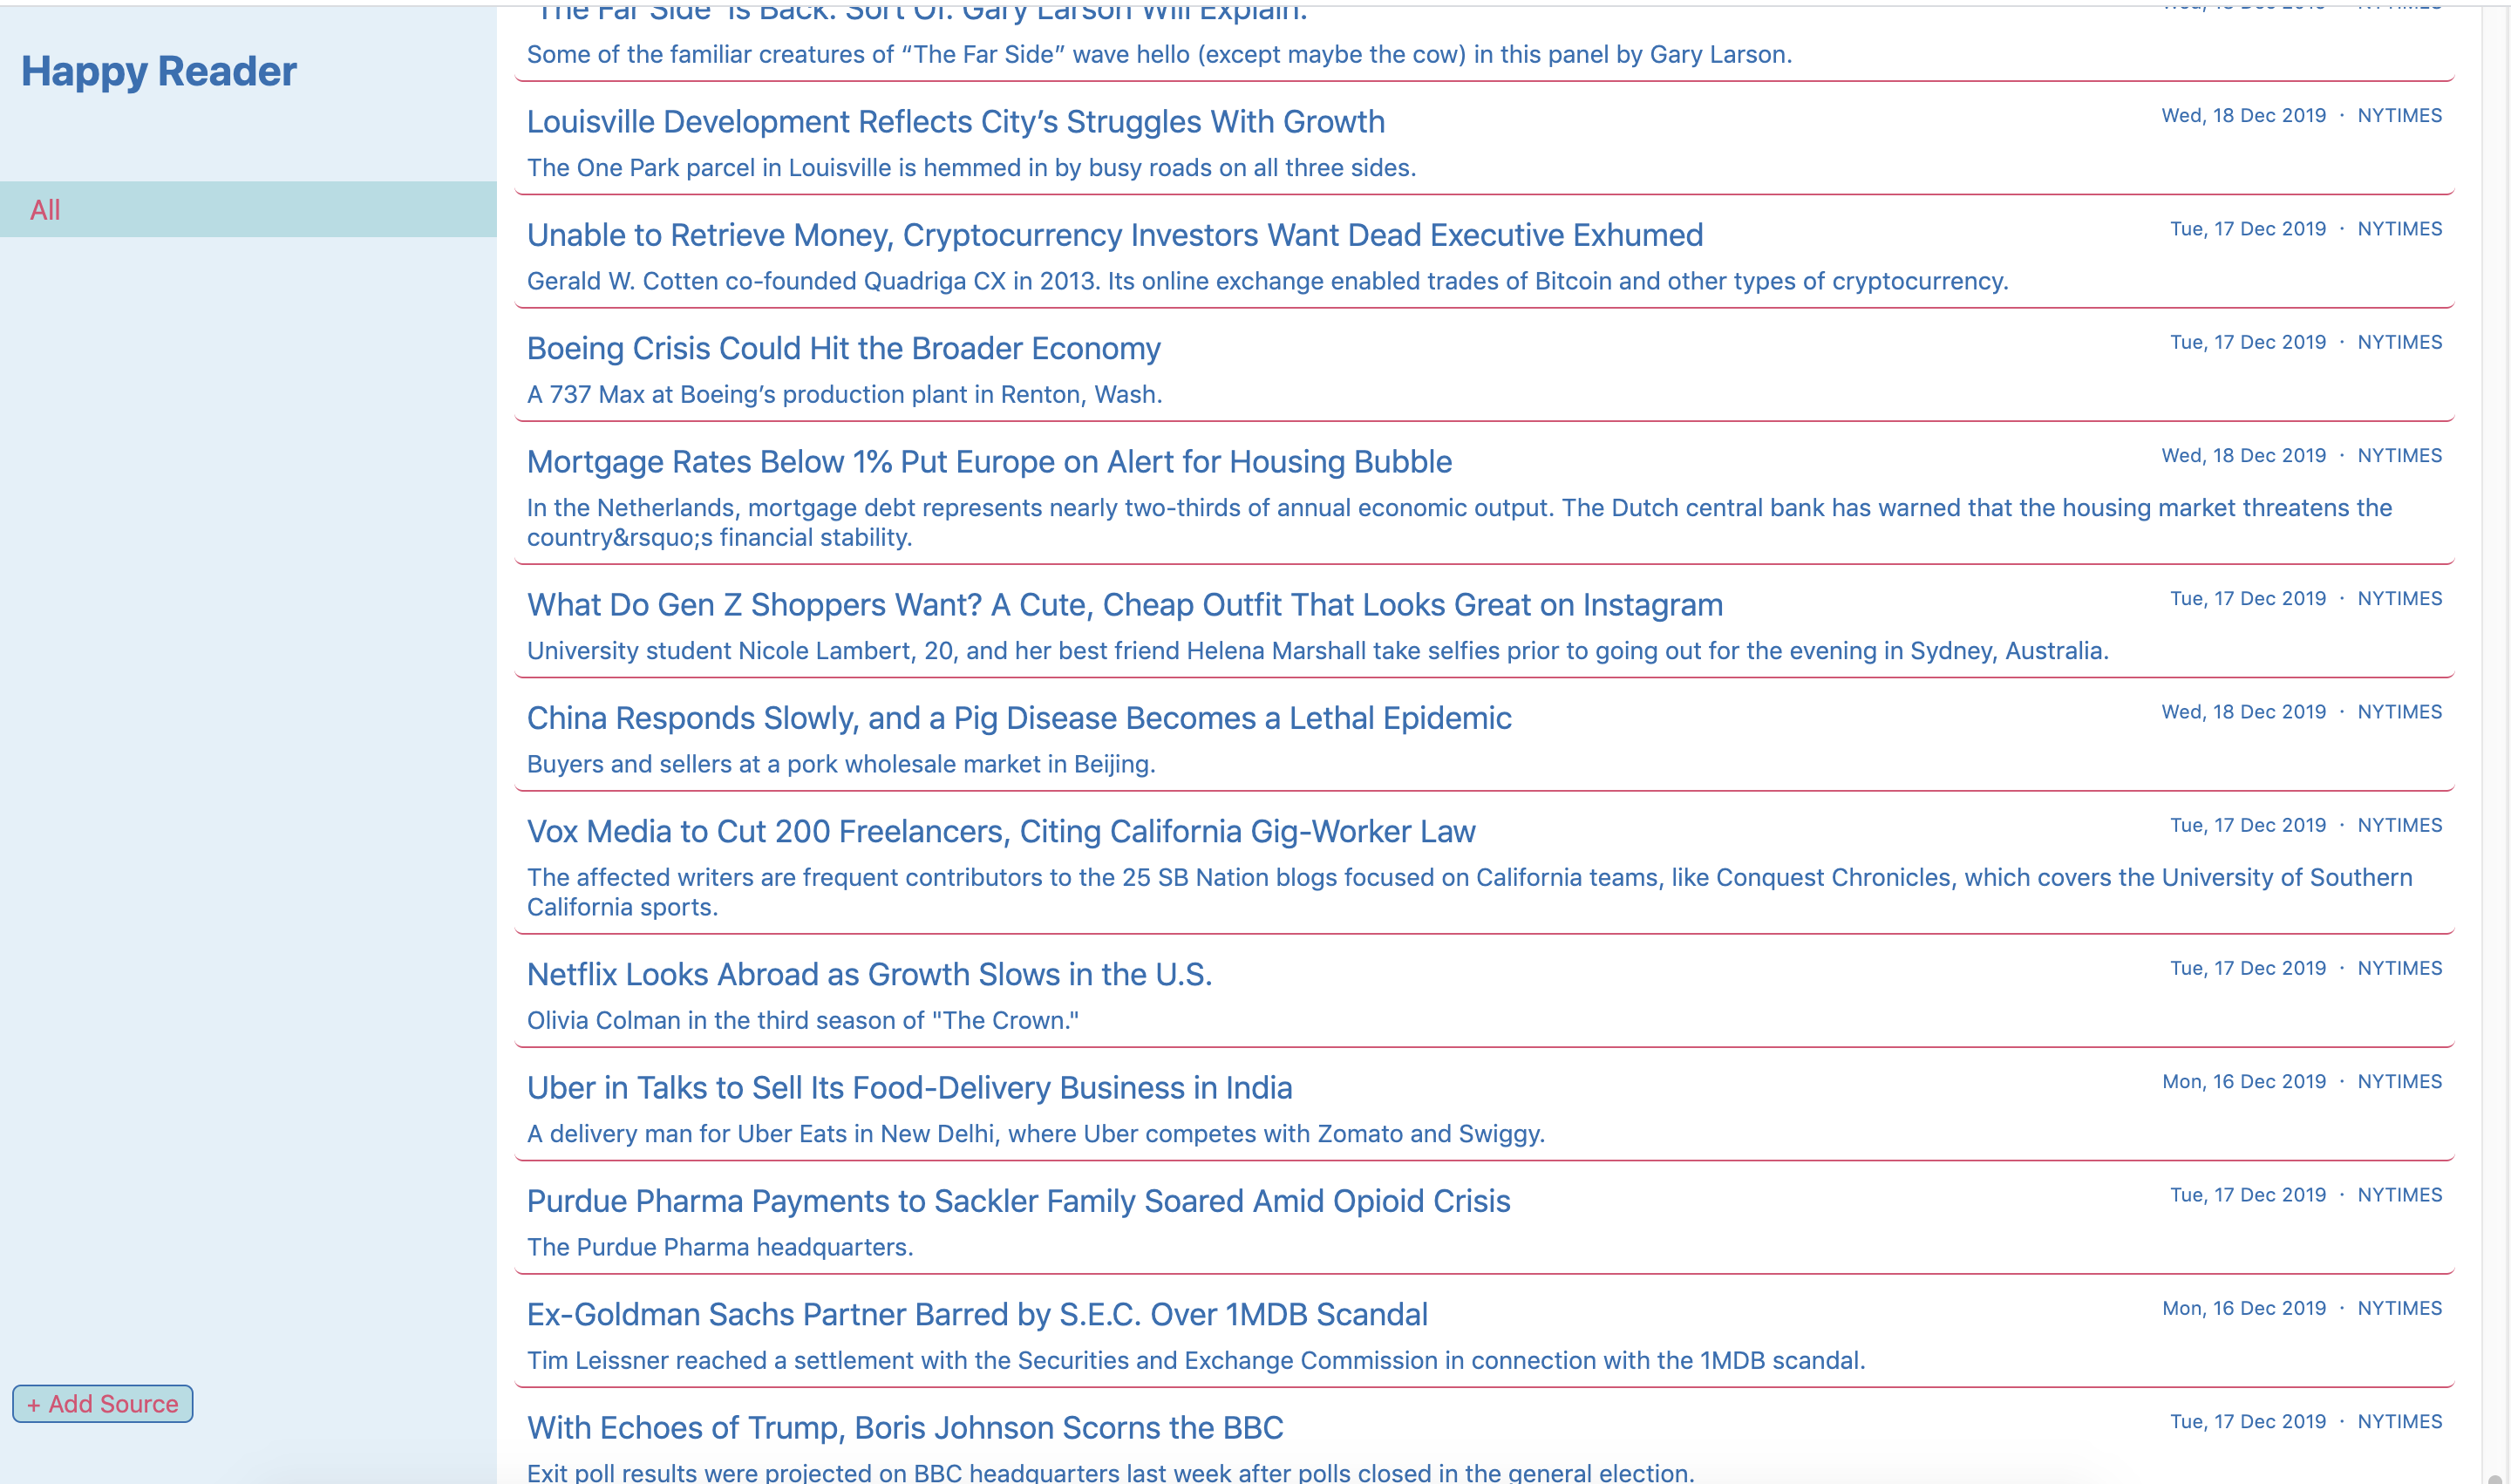 Happy Reader
All
+ Add Source
The Far Side" Is Back. Sort Of. Gary Larson Will Explain.
Wed, 18 Dec 2019 · NYTIMES
Some of the familiar creatures of “The Far Side” wave hello (except maybe the cow) in this panel by Gary Larson.
Louisville Development Reflects City’s Struggles With Growth
Wed, 18 Dec 2019 · NYTIMES
The One Park parcel in Louisville is hemmed in by busy roads on all three sides.
Unable to Retrieve Money, Cryptocurrency Investors Want Dead Executive Exhumed
Tue, 17 Dec 2019 · NYTIMES
Gerald W. Cotten co-founded Quadriga CX in 2013. Its online exchange enabled trades of Bitcoin and other types of cryptocurrency.
Boeing Crisis Could Hit the Broader Economy
Tue, 17 Dec 2019 · NYTIMES
A 737 Max at Boeing’s production plant in Renton, Wash.
Mortgage Rates Below 1% Put Europe on Alert for Housing Bubble
Wed, 18 Dec 2019 · NYTIMES
In the Netherlands, mortgage debt represents nearly two-thirds of annual economic output. The Dutch central bank has warned that the housing market threatens the
country&rsquo;s financial stability.
What Do Gen Z Shoppers Want? A Cute, Cheap Outfit That Looks Great on Instagram
Tue, 17 Dec 2019 · NYTIMES
University student Nicole Lambert, 20, and her best friend Helena Marshall take selfies prior to going out for the evening in Sydney, Australia.
China Responds Slowly, and a Pig Disease Becomes a Lethal Epidemic
Wed, 18 Dec 2019 · NYTIMES
Buyers and sellers at a pork wholesale market in Beijing.
Vox Media to Cut 200 Freelancers, Citing California Gig-Worker Law
Tue, 17 Dec 2019 · NYTIMES
The affected writers are frequent contributors to the 25 SB Nation blogs focused on California teams, like Conquest Chronicles, which covers the University of Southern
California sports.
Netflix Looks Abroad as Growth Slows in the U.S.
Tue, 17 Dec 2019 · NYTIMES
Olivia Colman in the third season of "The Crown."
Uber in Talks to Sell Its Food-Delivery Business in India
Mon, 16 Dec 2019 · NYTIMES
A delivery man for Uber Eats in New Delhi, where Uber competes with Zomato and Swiggy.
Purdue Pharma Payments to Sackler Family Soared Amid Opioid Crisis
Tue, 17 Dec 2019 · NYTIMES
The Purdue Pharma headquarters.
Ex-Goldman Sachs Partner Barred by S.E.C. Over 1MDB Scandal
Mon, 16 Dec 2019 · NYTIMES
Tim Leissner reached a settlement with the Securities and Exchange Commission in connection with the 1MDB scandal.
With Echoes of Trump, Boris Johnson Scorns the BBC
Tue, 17 Dec 2019 · NYTIMES
Exit poll results were projected on BBC headquarters last week after polls closed in the general election.